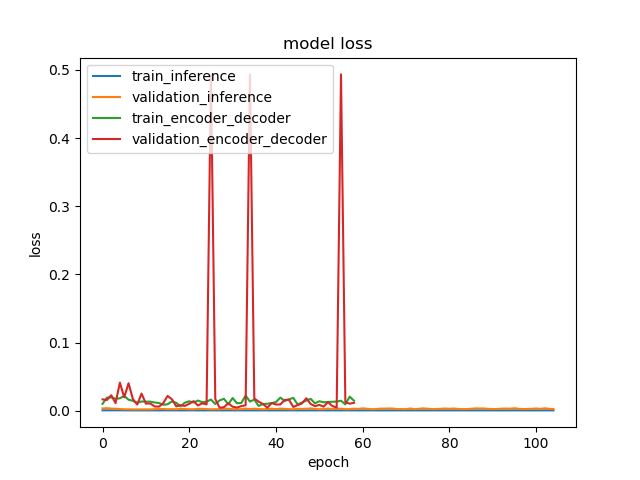 model loss
train_inference
validation_inference
train_encoder_decoder
validation_encoder_decoder
0.5
0.4
0.3
0.2
0.1
0.0
loss
0 20 40 60 80 100
epoch